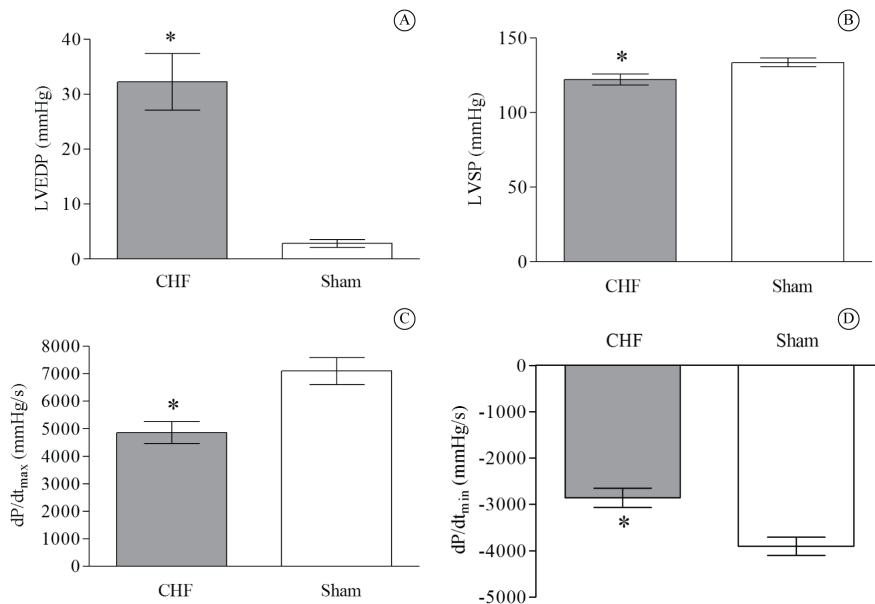 A
LVEDP (mmHg)
40
30
20
10
0
*
CHF
Sham
B
LVSP (mmHg)
150
100
50
0
*
CHF
Sham
C
dP/dtmax (mmHg/s)
8000
7000
6000
5000
4000
3000
2000
1000
0
*
CHF
Sham
D
CHF
Sham
dP/dtmin (mmHg/s)
0
-1000
-2000
-3000
-4000
-5000
*